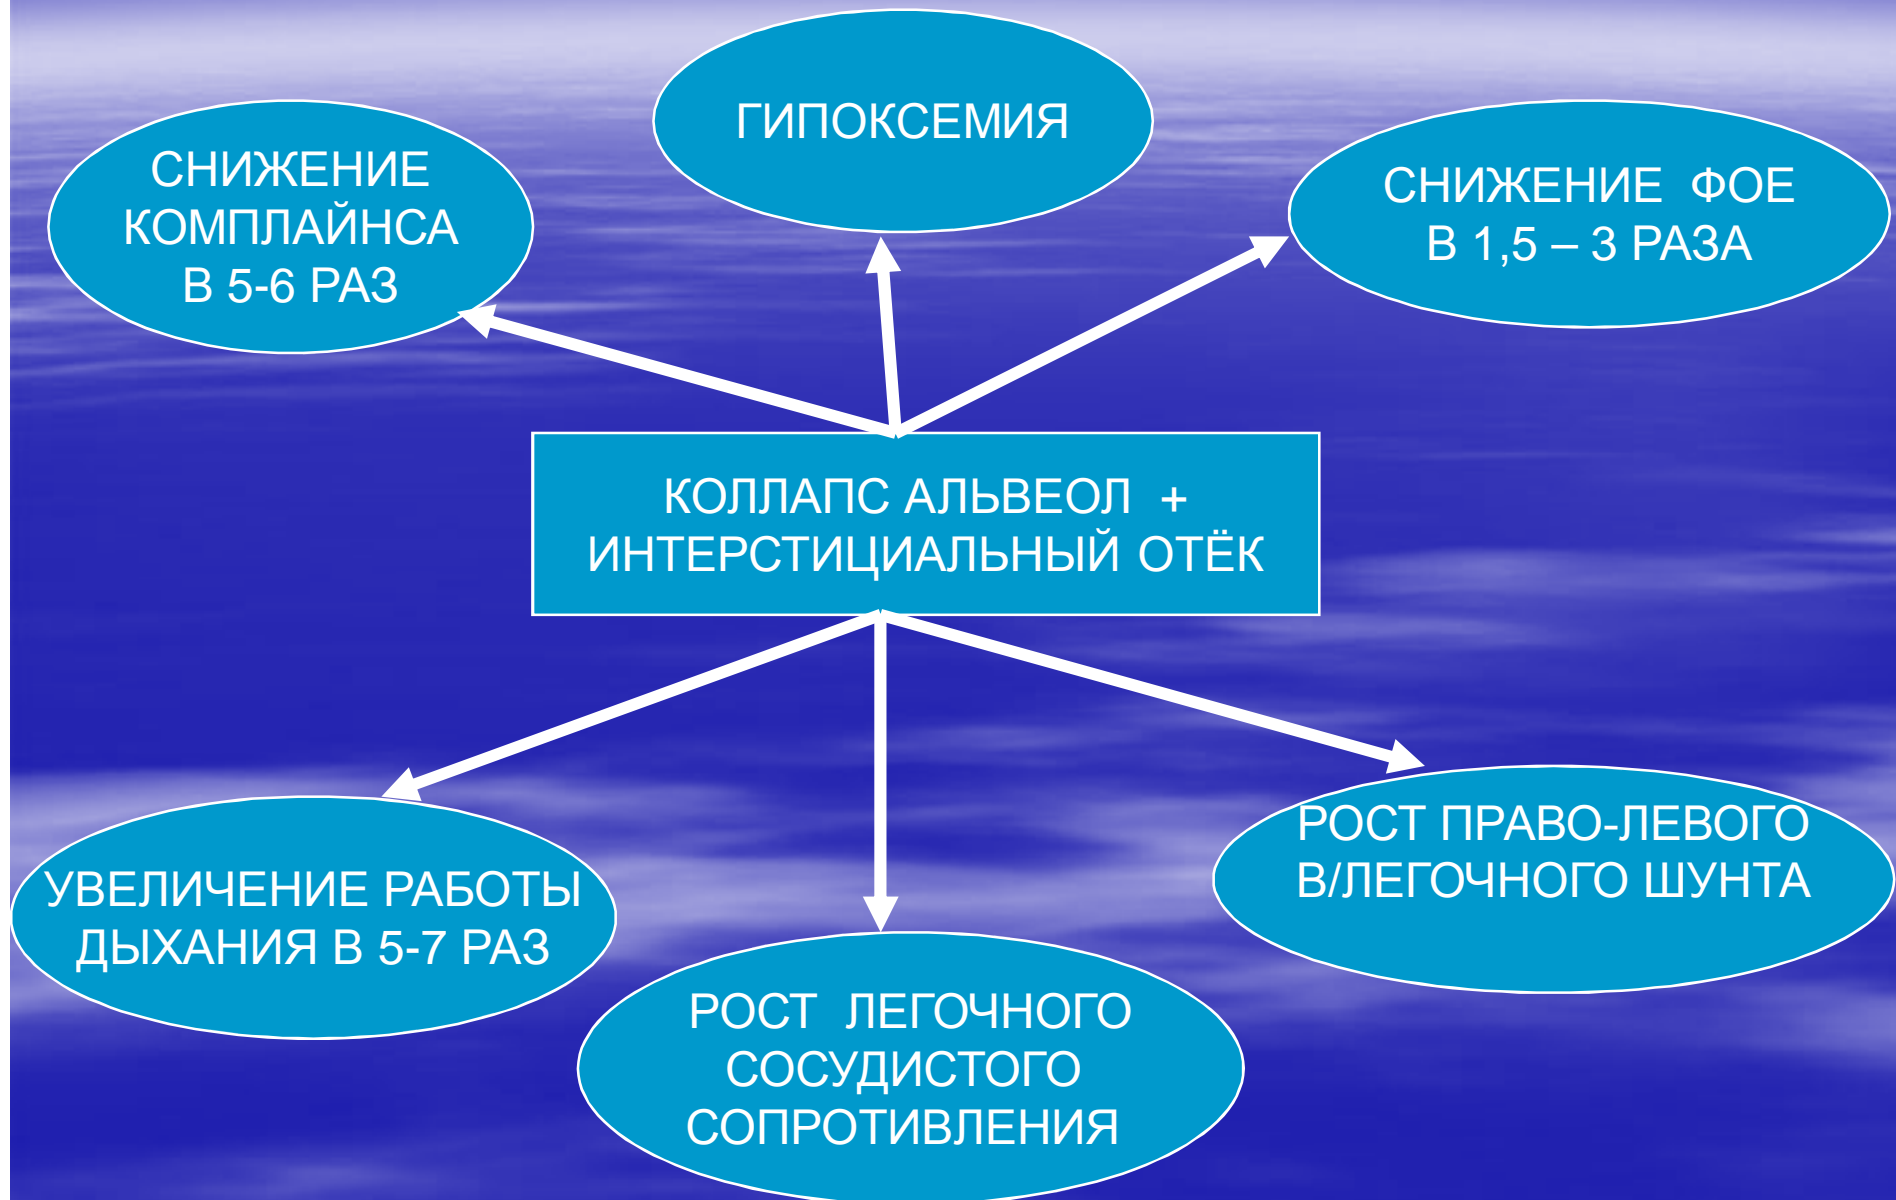 ГИПОКСЕМИЯ
СНИЖЕНИЕ
КОМПЛАЙНСА
В 5-6 РАЗ
СНИЖЕНИЕ ФОЕ
В 1,5 – 3 РАЗА
КОЛЛАПС АЛЬВЕОЛ +
ИНТЕРСТИЦИАЛЬНЫЙ ОТЁК
УВЕЛИЧЕНИЕ РАБОТЫ
ДЫХАНИЯ В 5-7 РАЗ
РОСТ ЛЕГОЧНОГО
СОСУДИСТОГО
СОПРОТИВЛЕНИЯ
РОСТ ПРАВО-ЛЕВОГО
В/ЛЕГОЧНОГО ШУНТА